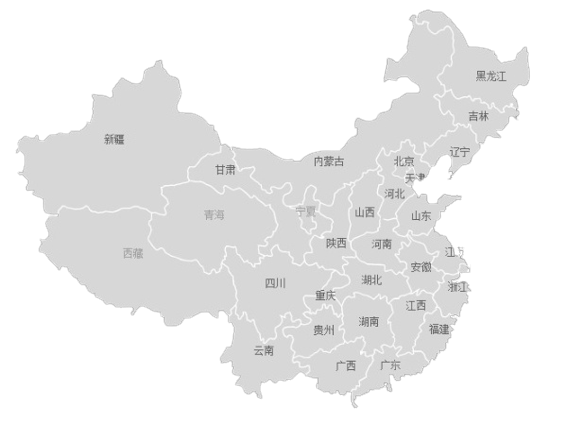 黑龙江
吉林
辽宁
新疆
内蒙古
北京
甘肃
天津
河北
宁夏
山西
青海
山东
陕西
河南
西藏
江苏
安徽
四川
湖北
浙江
重庆
江西
湖南
贵州
福建
云南
广西
广东